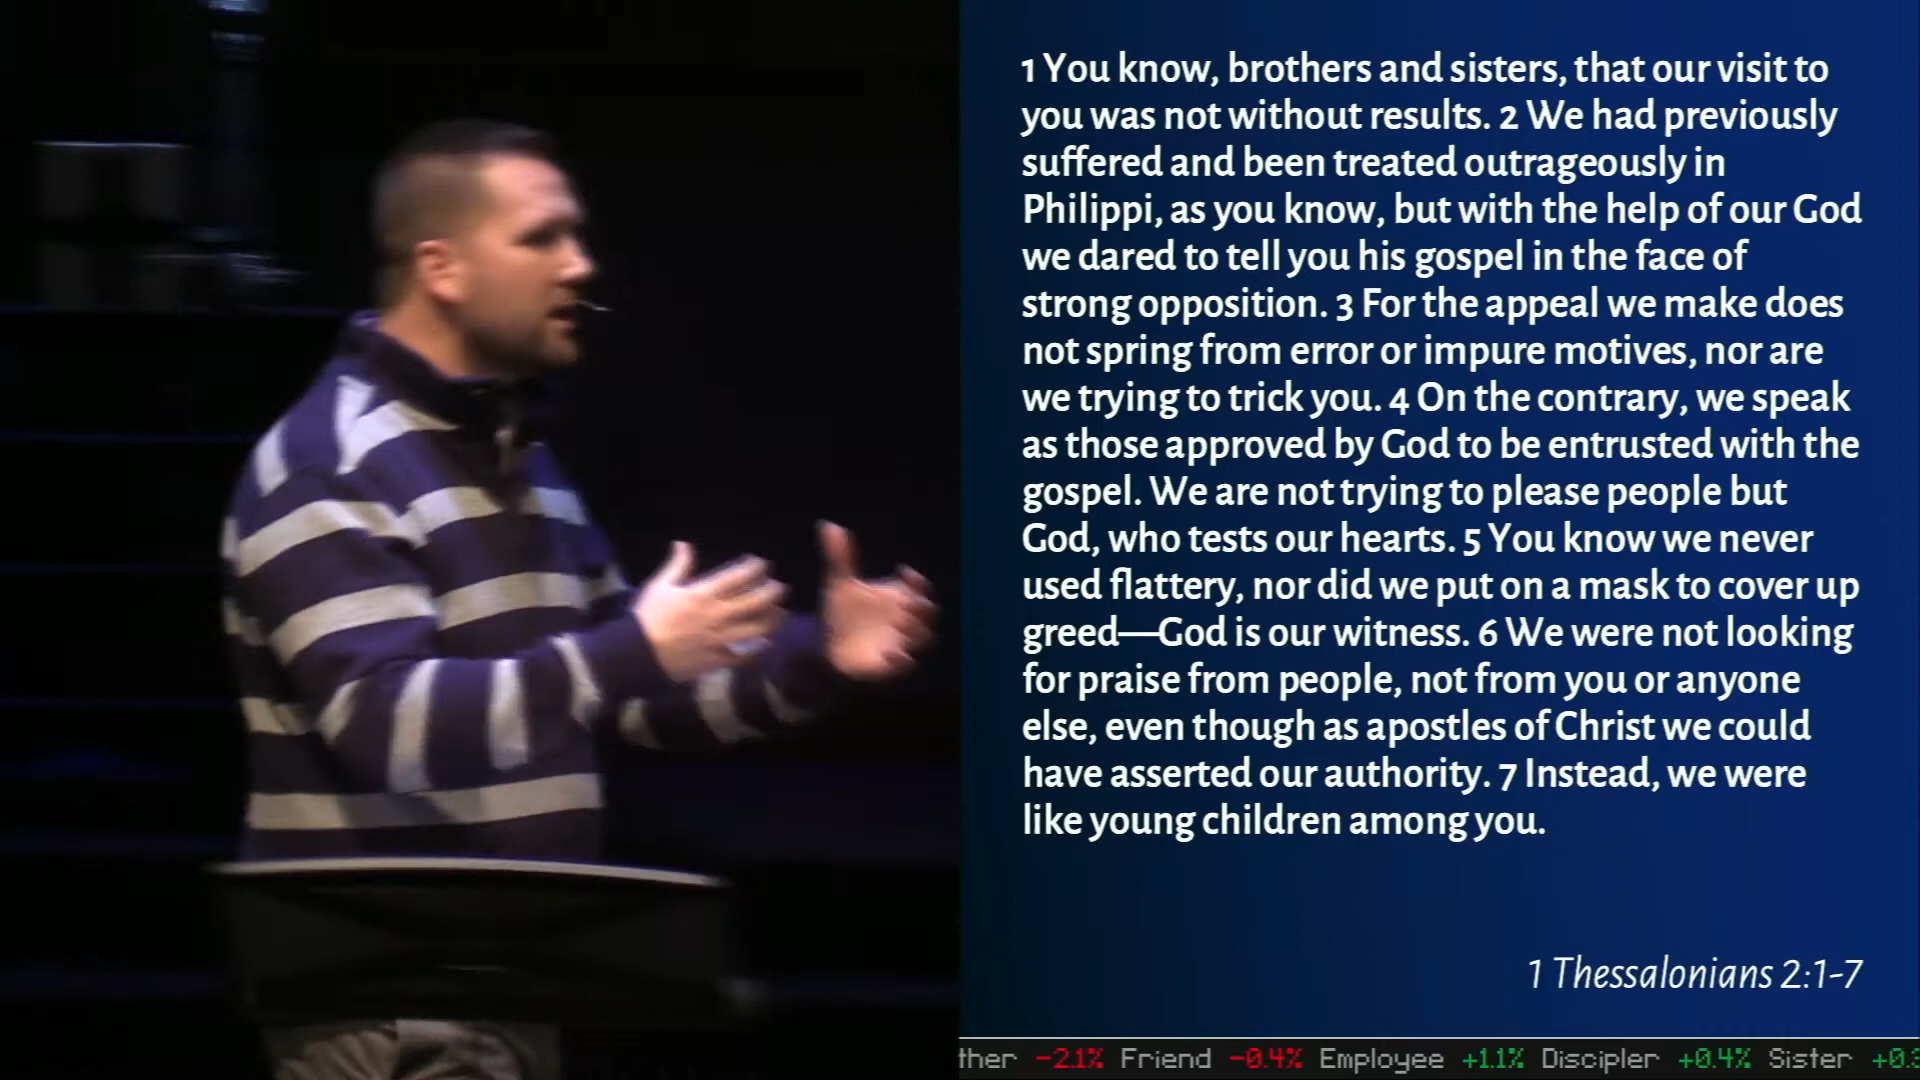 1 You know, brothers and sisters, that our visit to
you was not without results. 2 We had previously
suffered and been treated outrageously in
Philippi, as you know, but with the help of our God
we dared to tell you his gospel in the face of
strong opposition. 3 For the appeal we make does
not spring from error or impure motives, nor are
we trying to trick you. 4 On the contrary, we speak
as those approved by God to be entrusted with the
gospel. We are not trying to please people but
God, who tests our hearts. 5 You know we never
used flattery, nor did we put on a mask to cover up
greed—God is our witness. 6 We were not looking
for praise from people, not from you or anyone
else, even though as apostles of Christ we could
have asserted our authority. 7 Instead, we were
like young children among you.
1 Thessalonians 2:1-7
ther -2.1% Friend -0.4% Employee +1.1% Discipler +0.4% Sister